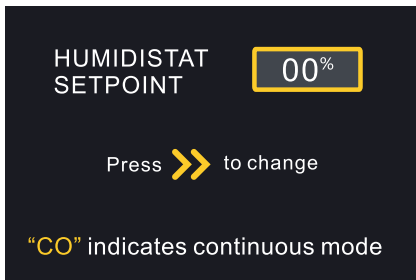 HUMIDISTAT
SETPOINT
00%
Press >> to change
“CO” indicates continuous mode